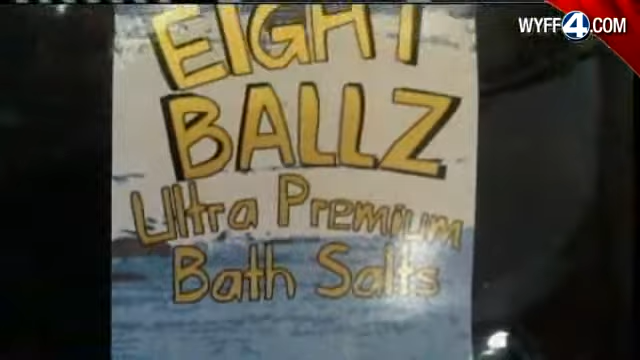 WYFF4.COM
EIGHT
BALLZ
Ultra Premium
Bath Salts